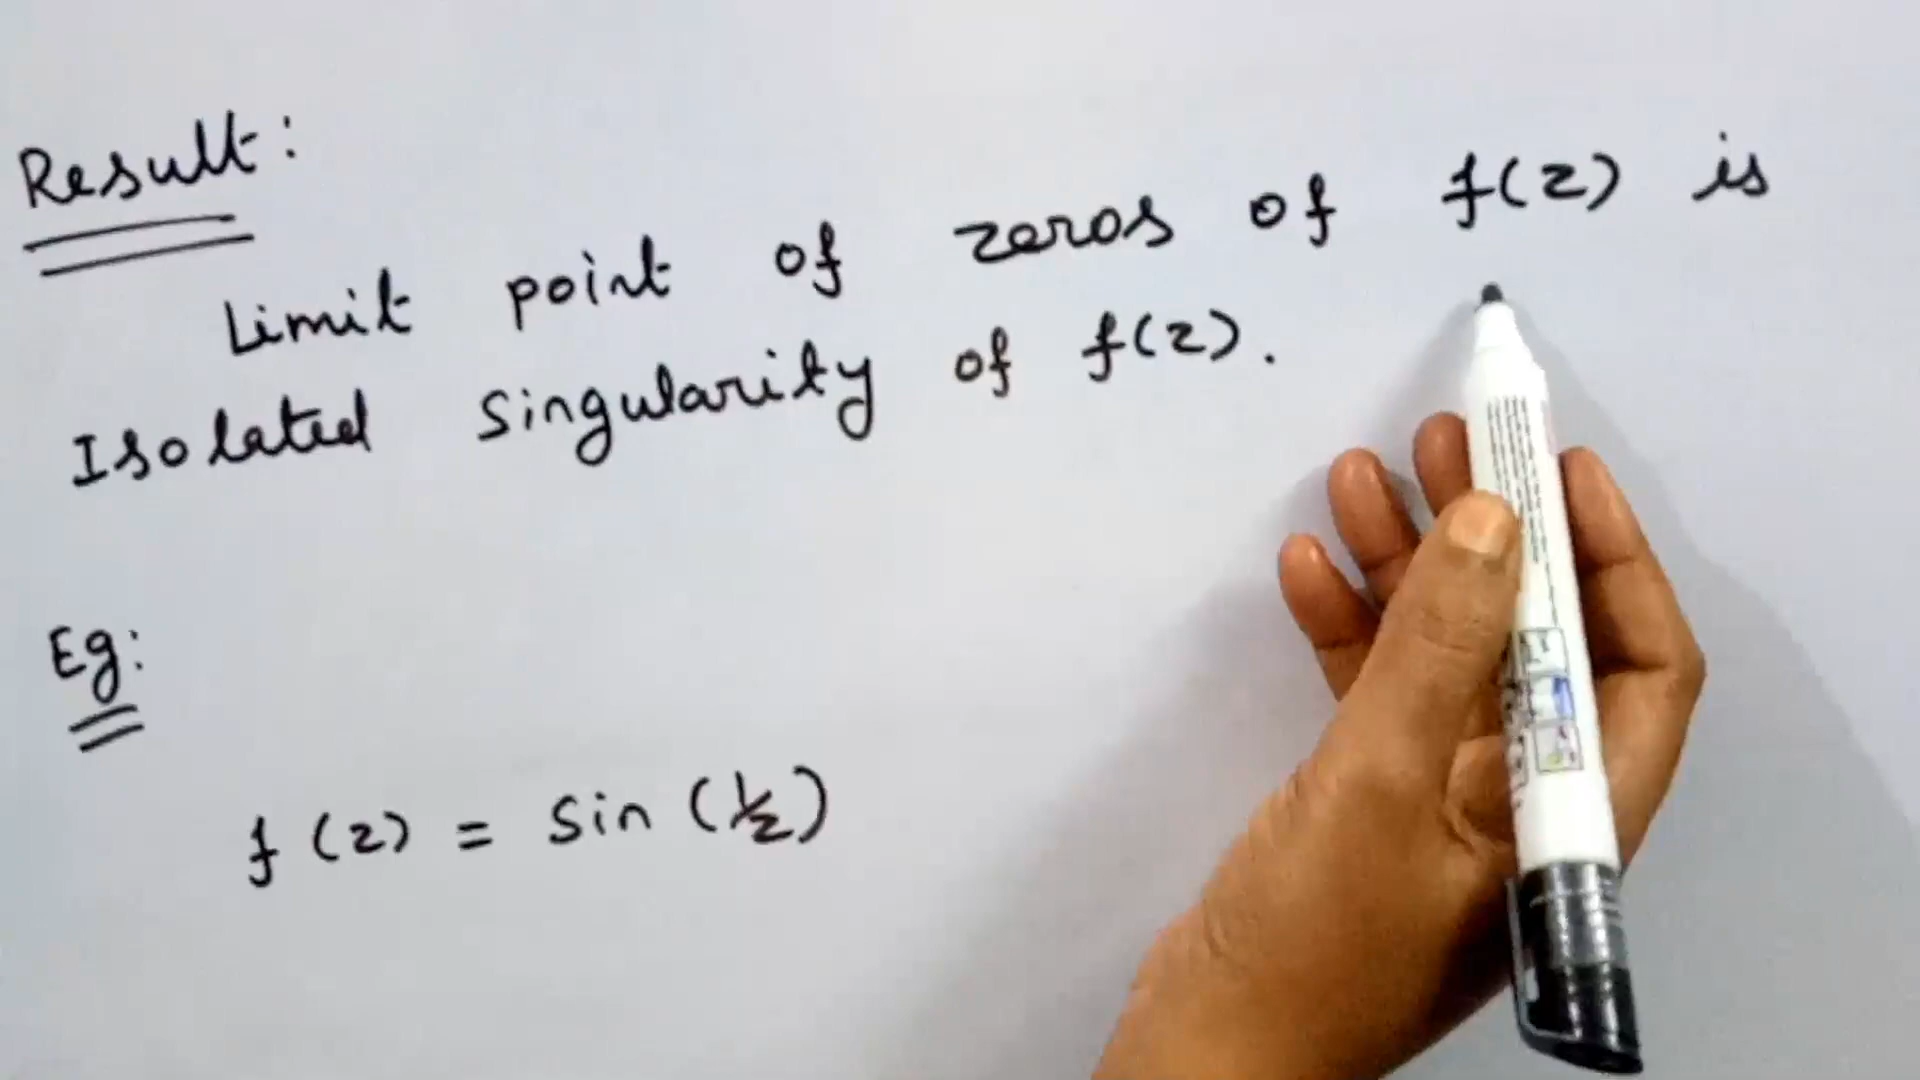 Result:
Limit point of zeros of f(z) is
Isolated singularity of f(z).
Eg:
f(z) = sin(1/z)